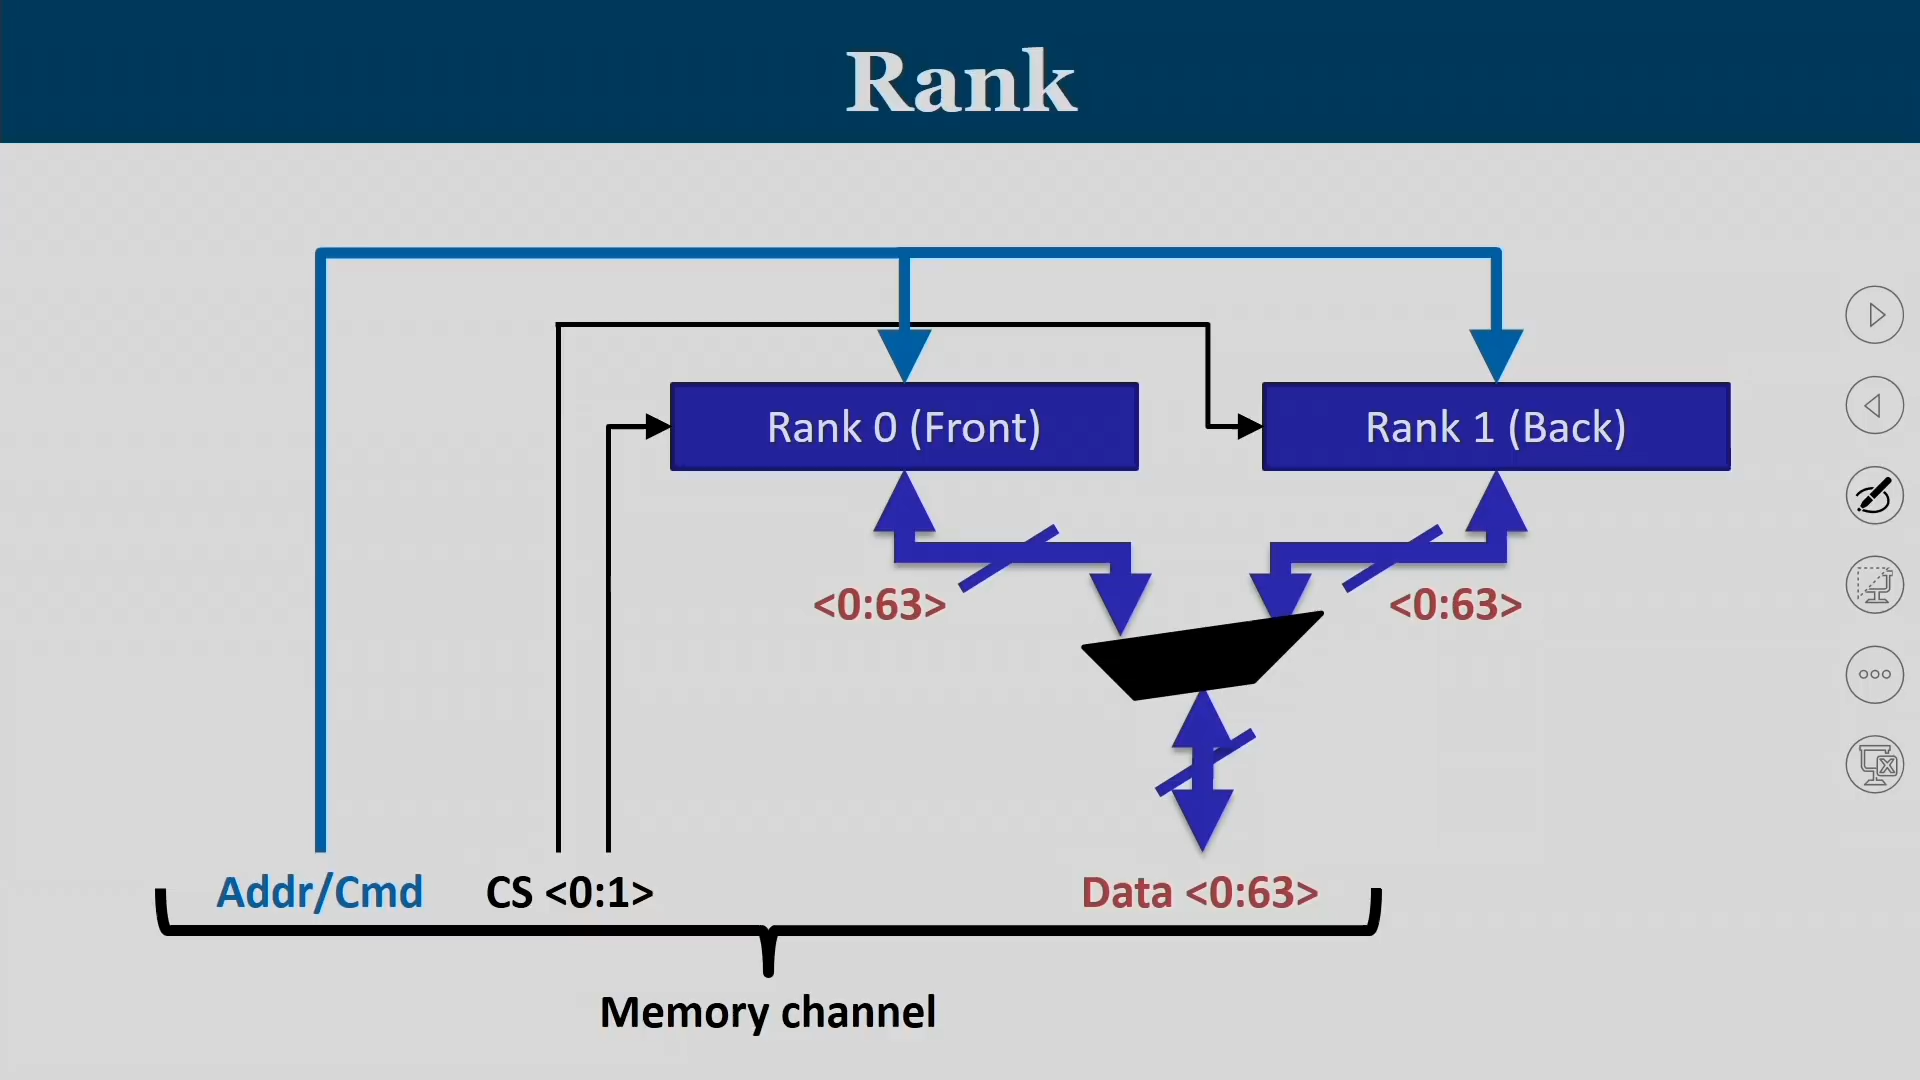 Rank
Rank 0 (Front)
Rank 1 (Back)
<0:63>
<0:63>
Addr/Cmd
CS <0:1>
Data <0:63>
Memory channel